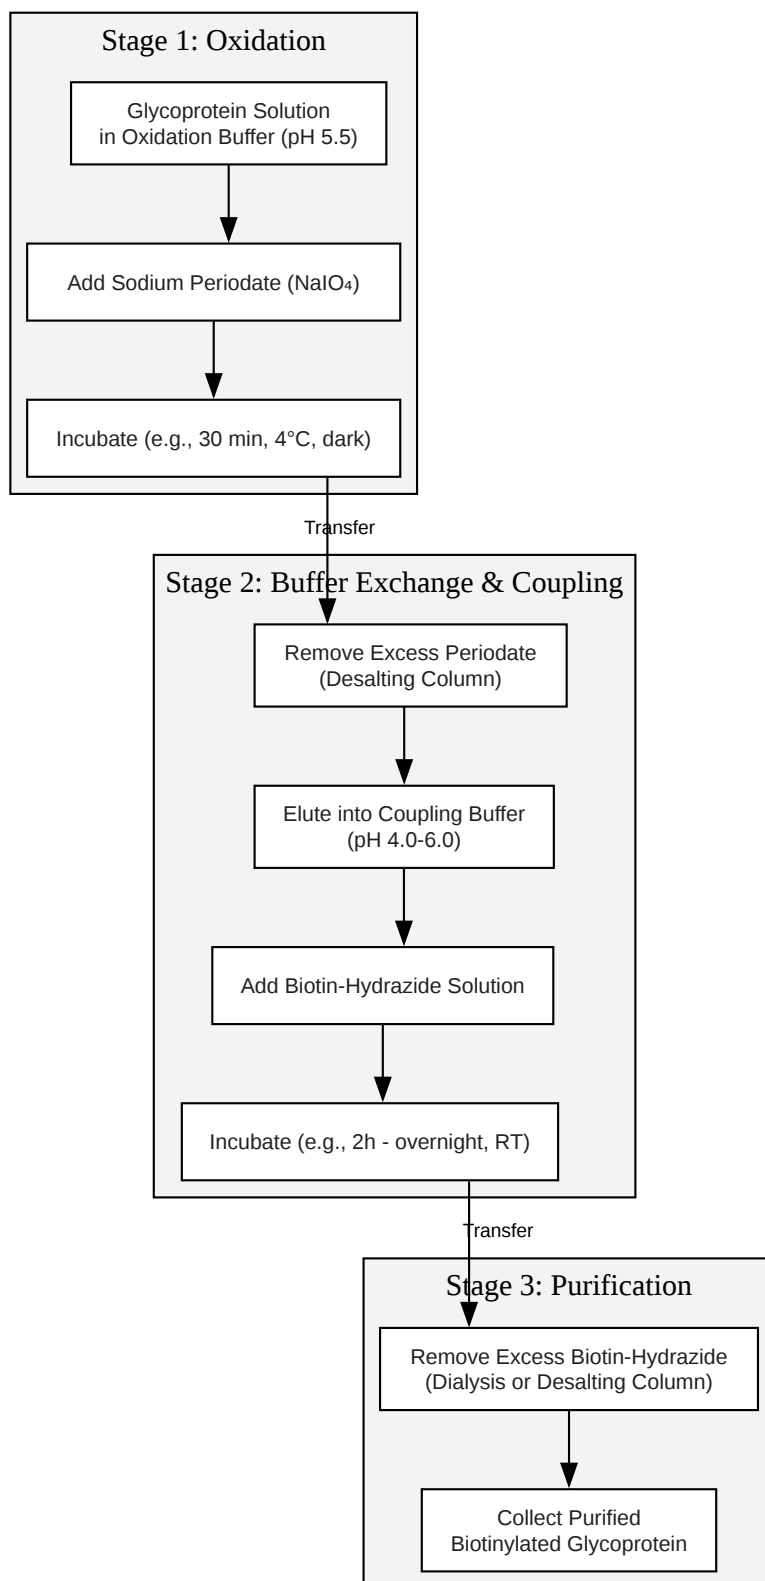 Stage 1: Oxidation
Glycoprotein Solution
in Oxidation Buffer (pH 5.5)
Add Sodium Periodate (NaIO₄)
Incubate (e.g., 30 min, 4°C, dark)
Transfer
Stage 2: Buffer Exchange & Coupling
Remove Excess Periodate
(Desalting Column)
Elute into Coupling Buffer
(pH 4.0-6.0)
Add Biotin-Hydrazide Solution
Incubate (e.g., 2h - overnight, RT)
Transfer
Stage 3: Purification
Remove Excess Biotin-Hydrazide
(Dialysis or Desalting Column)
Collect Purified
Biotinylated Glycoprotein